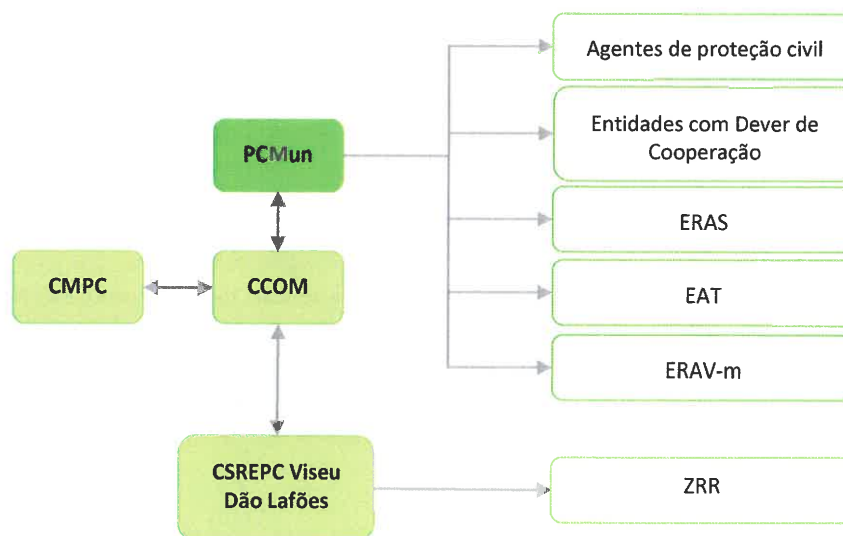 Agentes de proteção civil
Entidades com Dever de
Cooperação
PCMun
ERAS
CMPC
CCOM
EAT
ERAV-m
CSREPC Viseu
Dão Lafões
ZRR